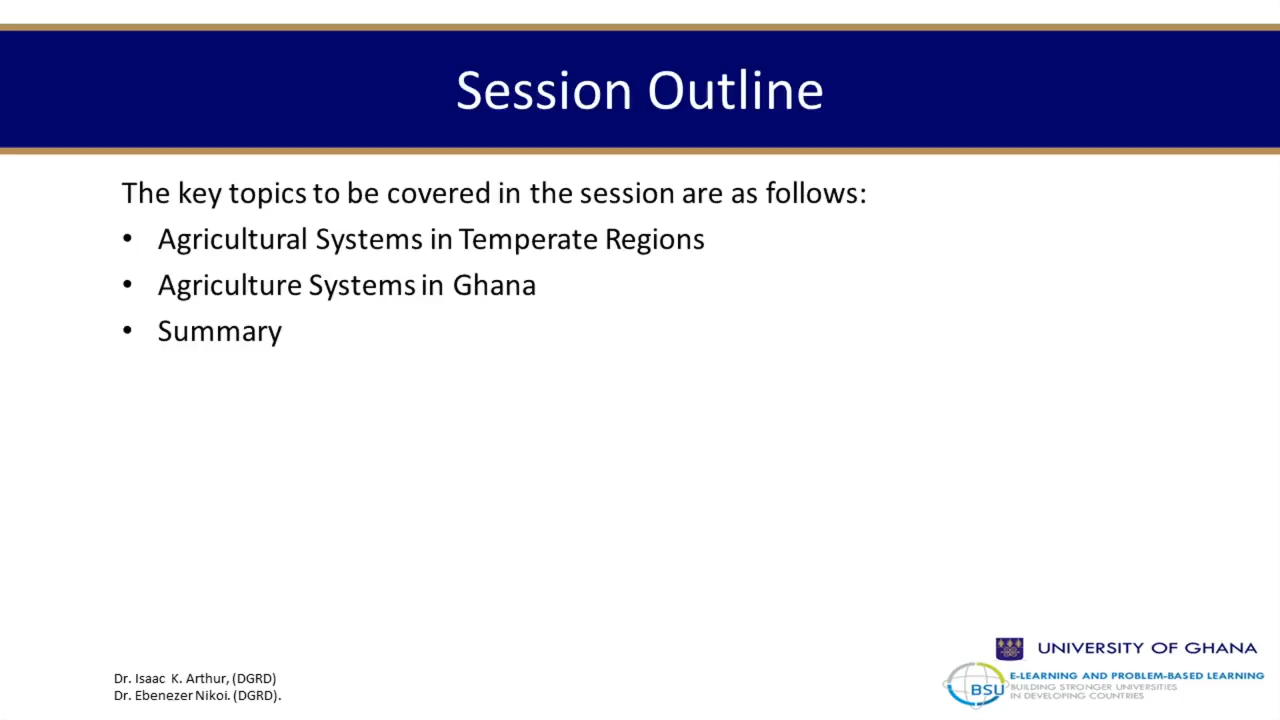 Session Outline
The key topics to be covered in the session are as follows:
• Agricultural Systems in Temperate Regions
• Agriculture Systems in Ghana
• Summary
Dr. Isaac K. Arthur, (DGRD)
Dr. Ebenezer Nikoi. (DGRD).
UNIVERSITY OF GHANA
BSU
E-LEARNING AND PROBLEM-BASED LEARNING
BUILDING STRONGER UNIVERSITIES
IN DEVELOPING COUNTRIES